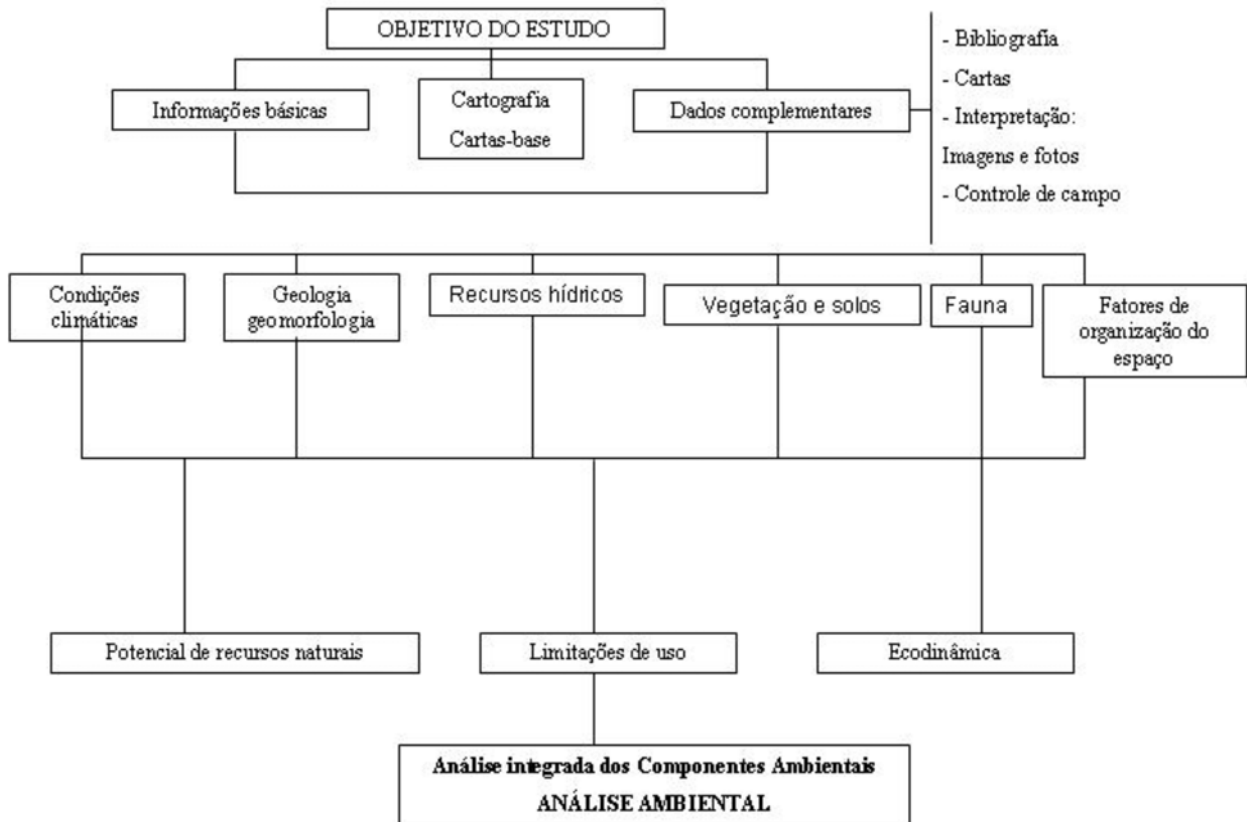 OBJETIVO DO ESTUDO
Informações básicas
Cartografia
Cartas-base
Dados complementares
- Bibliografia
- Cartas
- Interpretação:
Imagens e fotos
- Controle de campo
Condições
climáticas
Geologia
geomorfologia
Recursos hídricos
Vegetação e solos
Fauna
Fatores de
organização do
espaço
Potencial de recursos naturais
Limitações de uso
Ecodinâmica
Análise integrada dos Componentes Ambientais
ANÁLISE AMBIENTAL